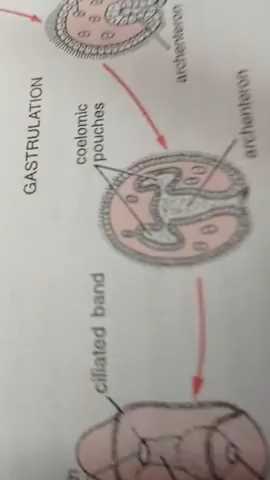 GASTRULATION
archenteron
coelomic
pouches
archenteron
ciliated band